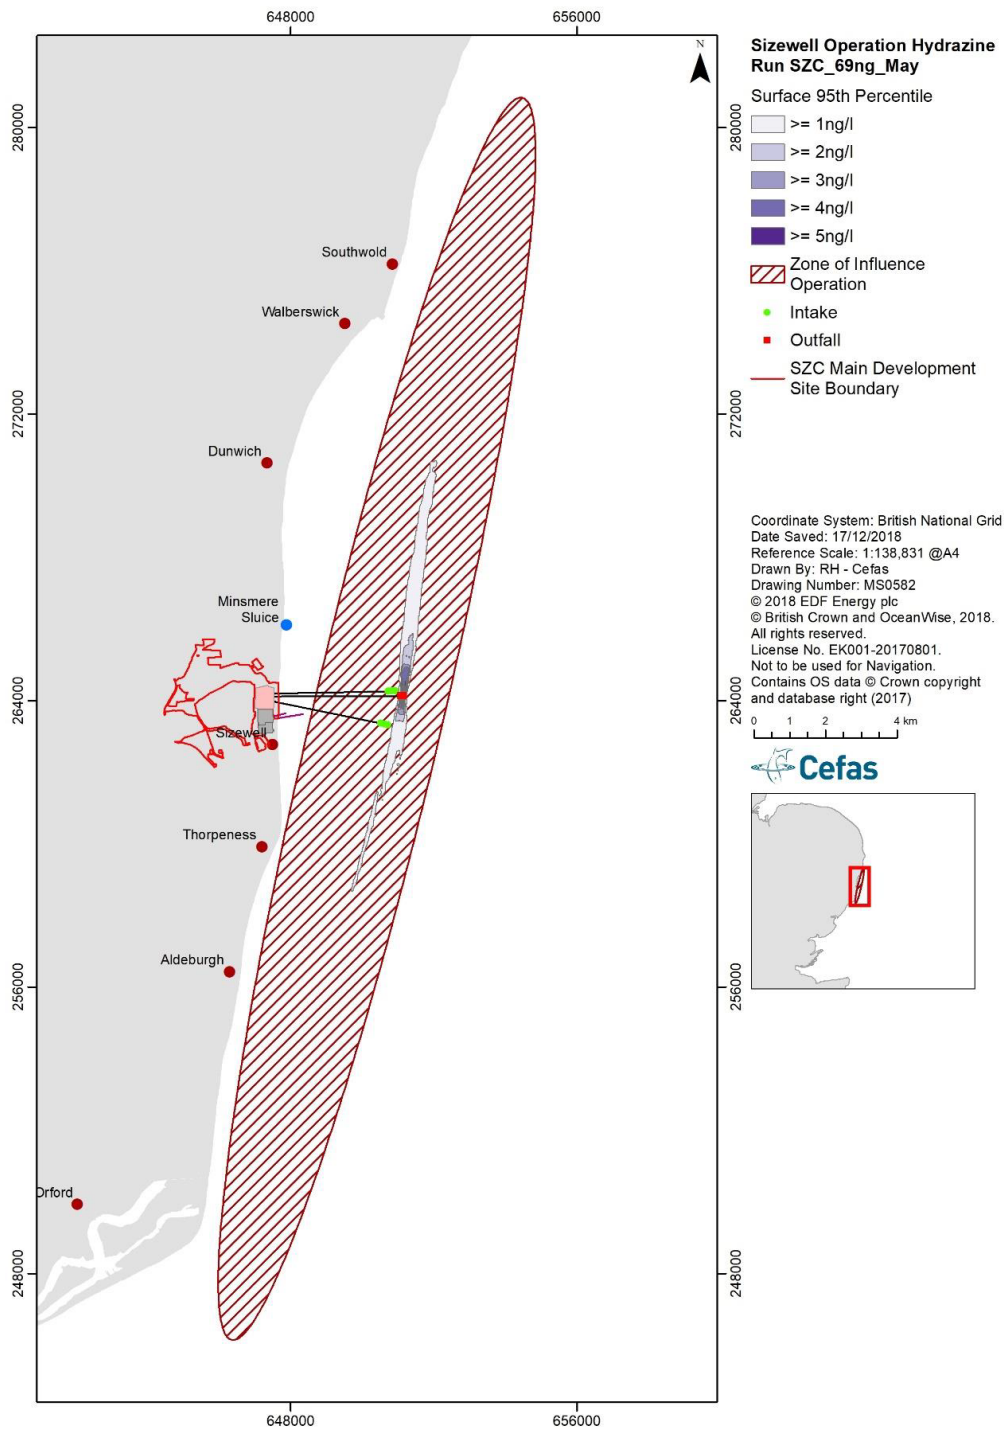 648000
656000
Sizewell Operation Hydrazine
Run SZC_69ng_May
Surface 95th Percentile
>= 1ng/l
>= 2ng/l
>= 3ng/l
>= 4ng/l
>= 5ng/l
Zone of Influence
Operation
Intake
Outfall
SZC Main Development
Site Boundary
N
280000
280000
Southwold
Walberswick
272000
272000
Dunwich
Minsmere
Sluice
264000
264000
Sizewell
Thorpeness
Aldeburgh
256000
256000
Orford
248000
248000
648000
656000
Coordinate System: British National Grid
Date Saved: 17/12/2018
Reference Scale: 1:138,831 @A4
Drawn By: RH - Cefas
Drawing Number: MS0582
© 2018 EDF Energy plc
© British Crown and OceanWise, 2018.
All rights reserved.
License No. EK001-20170801.
Not to be used for Navigation.
Contains OS data © Crown copyright
and database right (2017)
0 1 2 4 km
Cefas